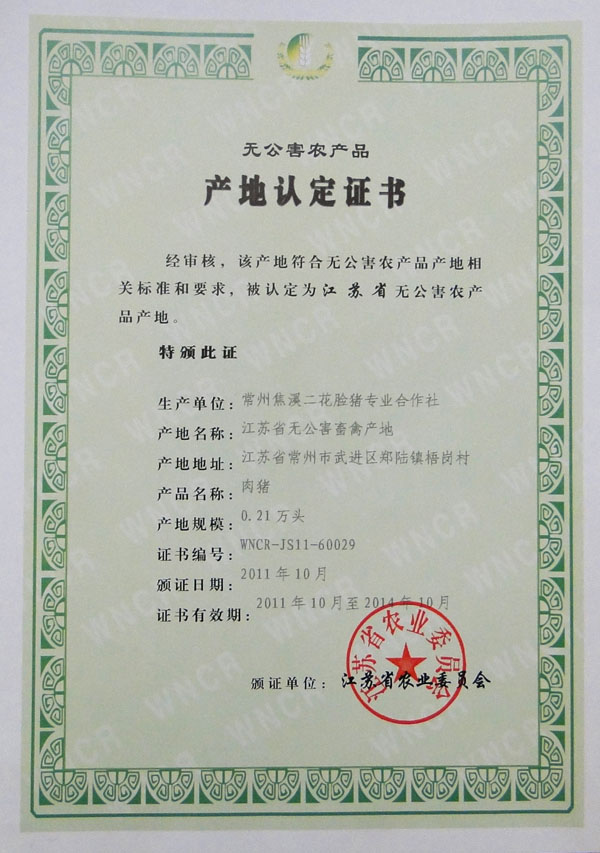 无公害农产品
产地认定证书
经审核，该产地符合无公害农产品产地相
关标准和要求，被认定为江苏省无公害农产
品产地。
特颁此证
生产单位：常州焦溪二花脸猪专业合作社
产地名称：江苏省无公害畜禽产地
产地地址：江苏省常州市武进区郑陆镇梧岗村
产品名称：肉猪
产地规模：0.21万头
证书编号：WNCR-JS11-60029
颁证日期：2011年10月
证书有效期：2011年10月至2014年10月
江苏省农业委员会
颁证单位：江苏省农业委员会
WNCR